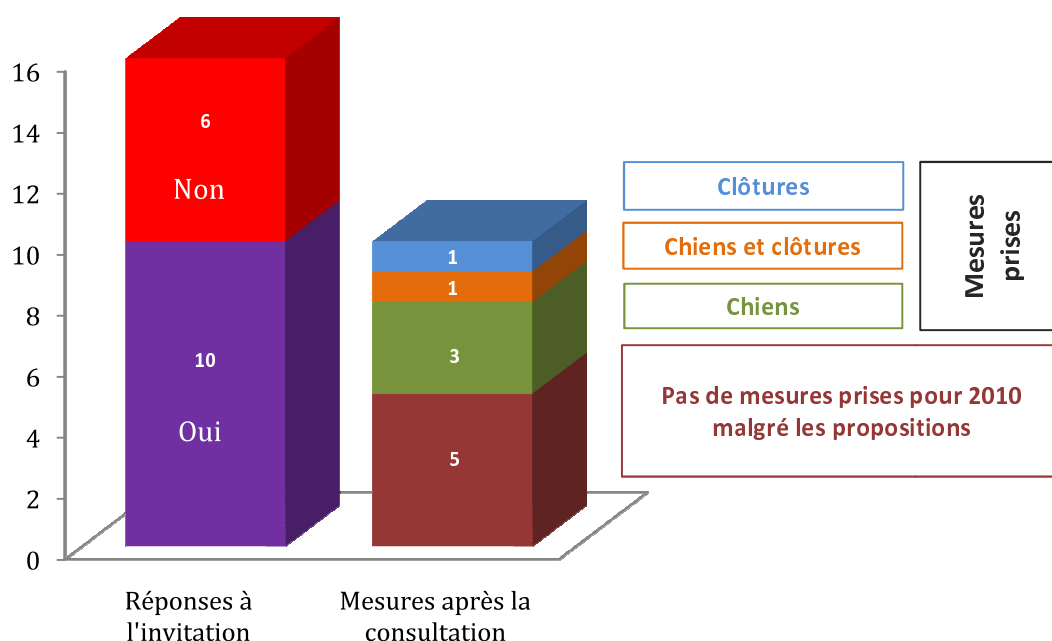 16
14
12
10
8
6
4
2
0
6
Non
10
Oui
1
1
3
5
Réponses à
l'invitation
Mesures après la
consultation
Clôtures
Chiens et clôtures
Chiens
Mesures
prises
Pas de mesures prises pour 2010
malgré les propositions